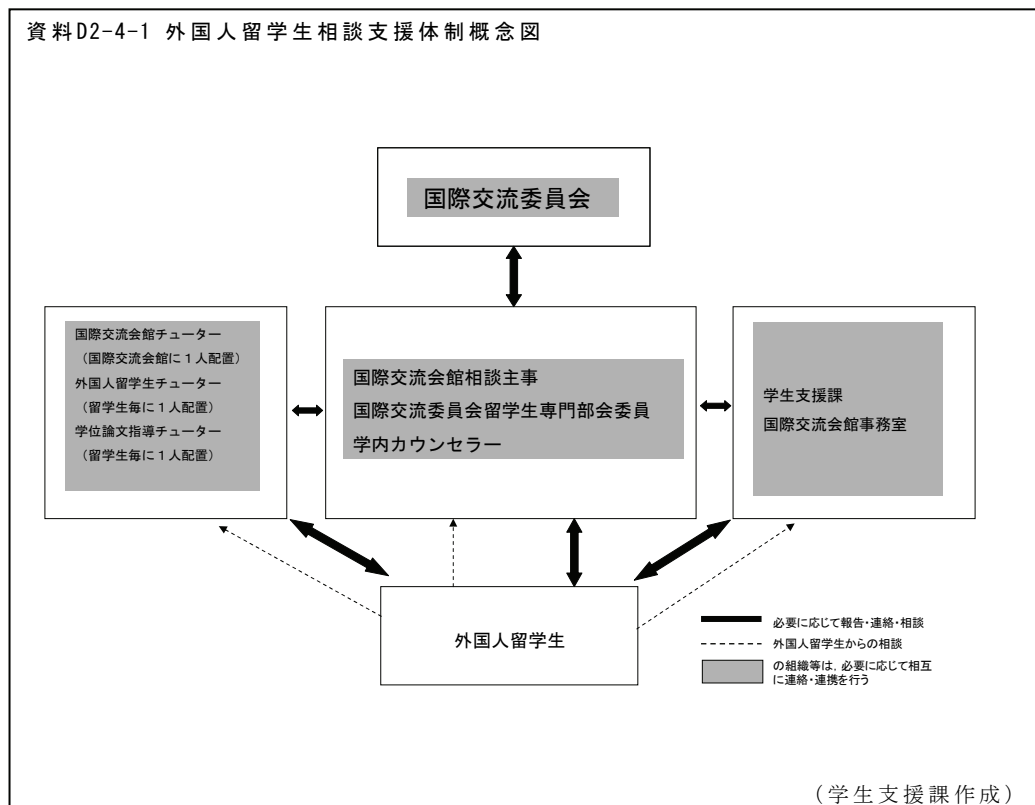 資料D2-4-1 外国人留学生相談支援体制概念図
国際交流委員会
国際交流会館チューター
（国際交流会館に１人配置）
外国人留学生チューター
（留学生毎に１人配置）
学位論文指導チューター
（留学生毎に１人配置）
国際交流会館相談主事
国際交流委員会留学生専門部会委員
学内カウンセラー
学生支援課
国際交流会館事務室
外国人留学生
必要に応じて報告・連絡・相談
外国人留学生からの相談
の組織等は，必要に応じて相互
に連絡・連携を行う
（学生支援課作成）